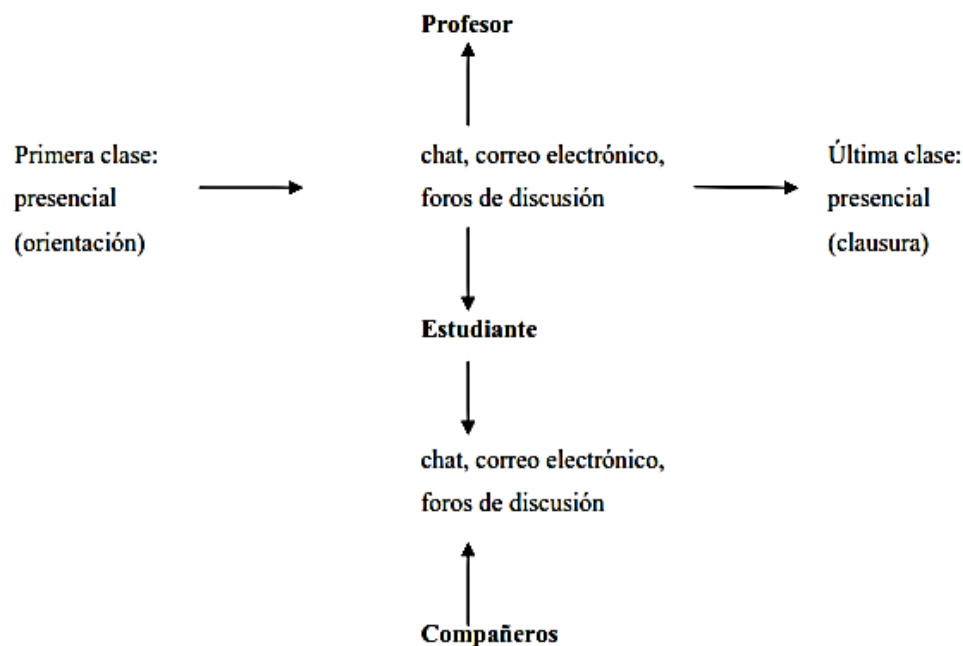 Profesor
Primera clase:
presencial
(orientación)
chat, correo electrónico,
foros de discusión
Última clase:
presencial
(clausura)
Estudiante
chat, correo electrónico,
foros de discusión
Compañeros